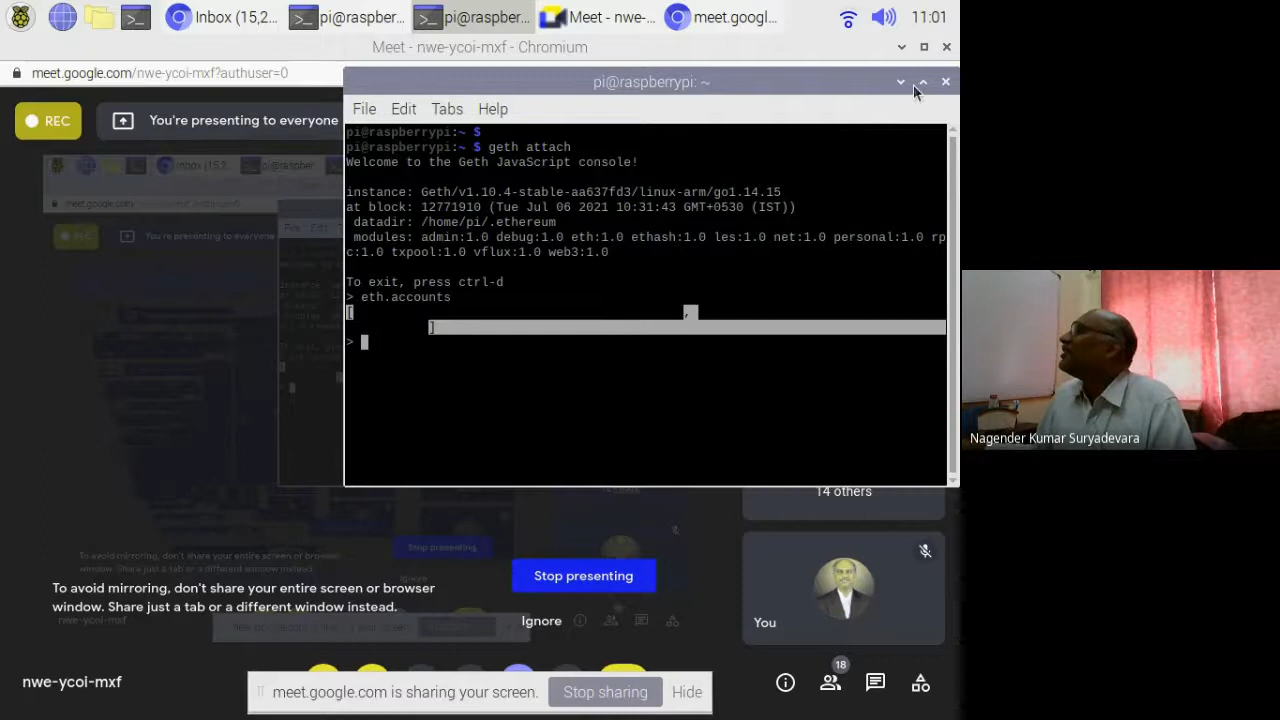 Inbox (15,2...
pi@raspber...
pi@rasper...
Meet - nwe-...
meet.googl...
11:01
Meet - nwe-ycoi-mxf - Chromium
meet.google.com/nwe-ycoi-mxf?authuser=0
pi@raspberrypi: ~
REC
You're presenting to everyone
File Edit Tabs Help
pi@raspberrypi:~ $
pi@raspberrypi:~ $ geth attach
Welcome to the Geth JavaScript console!
instance: Geth/v1.10.4-stable-aa637fd3/linux-arm/go1.14.15
at block: 12771910 (Tue Jul 06 2021 10:31:43 GMT+0530 (IST))
datadir: /home/pi/.ethereum
modules: admin:1.0 debug:1.0 eth:1.0 ethash:1.0 les:1.0 net:1.0 personal:1.0 rp
c:1.0 txpool:1.0 vflux:1.0 web3:1.0
To exit, press ctrl-d
> eth.accounts
[ ,
]
>
Nagender Kumar Suryadevara
14 others
To avoid mirroring, don't share your entire screen or browser
window. Share just a tab or a different window instead.
Stop presenting
Ignore
You
nwe-ycoi-mxf
meet.google.com is sharing your screen.
Stop sharing
Hide
18